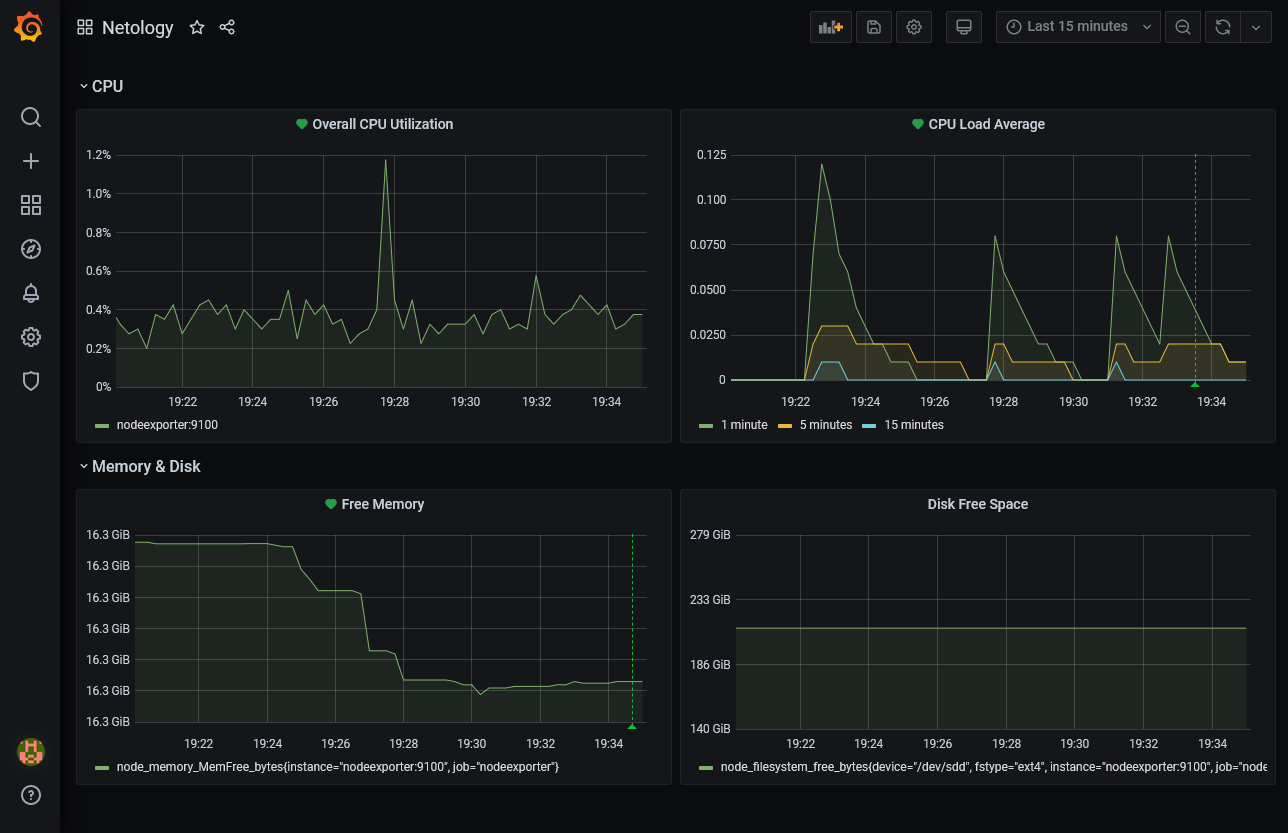 Netology
Last 15 minutes
CPU
Overall CPU Utilization
1.2%
1.0%
0.8%
0.6%
0.4%
0.2%
0%
19:22 19:24 19:26 19:28 19:30 19:32 19:34
nodeexporter:9100
CPU Load Average
0.125
0.100
0.0750
0.0500
0.0250
0
19:22 19:24 19:26 19:28 19:30 19:32 19:34
1 minute 5 minutes 15 minutes
Memory & Disk
Free Memory
16.3 GiB
16.3 GiB
16.3 GiB
16.3 GiB
16.3 GiB
16.3 GiB
16.3 GiB
19:22 19:24 19:26 19:28 19:30 19:32 19:34
node_memory_MemFree_bytes{instance="nodeexporter:9100", job="nodeexporter"}
Disk Free Space
279 GiB
233 GiB
186 GiB
140 GiB
19:22 19:24 19:26 19:28 19:30 19:32 19:34
node_filesystem_free_bytes{device="/dev/sdd", fstype="ext4", instance="nodeexporter:9100", job="node